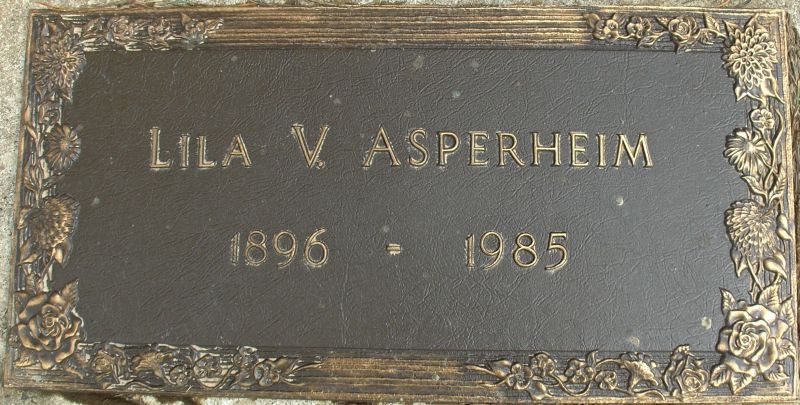 LILA V. ASPERHEIM
1896 = 1985